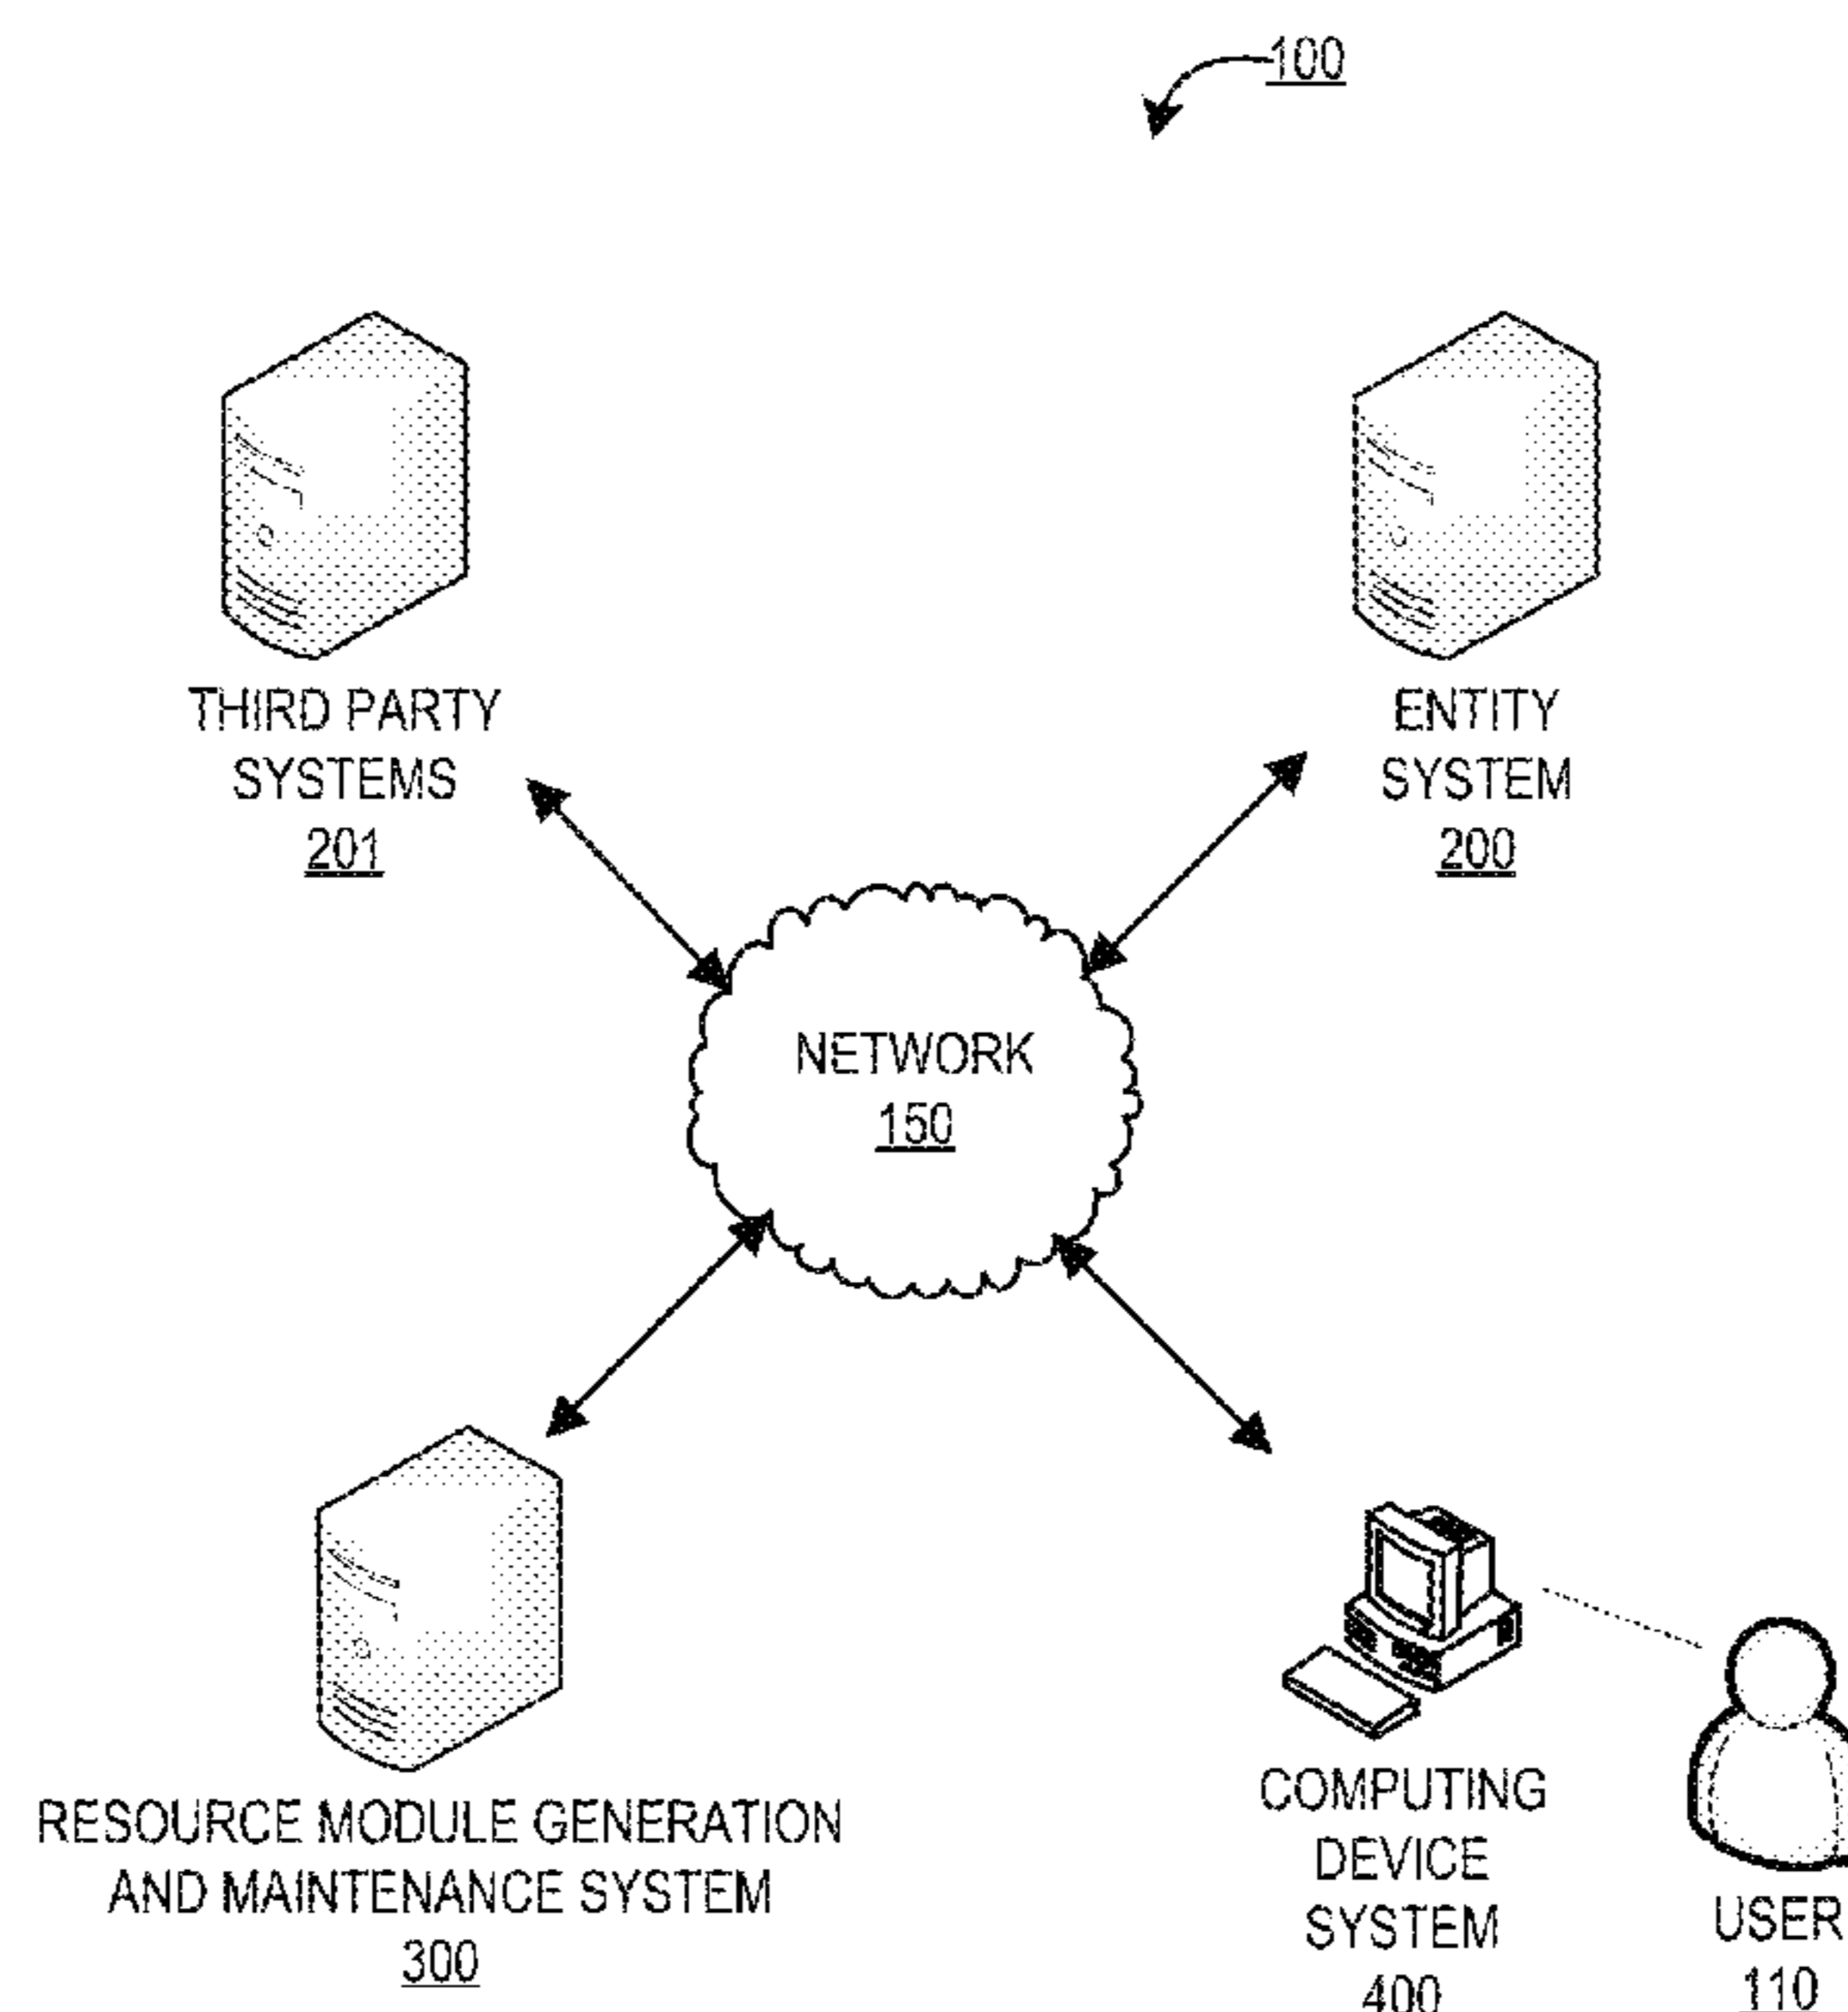 100
THIRD PARTY
SYSTEMS
201
ENTITY
SYSTEM
200
NETWORK
150
RESOURCE MODULE GENERATION
AND MAINTENANCE SYSTEM
300
COMPUTING
DEVICE
SYSTEM
400
USER
110